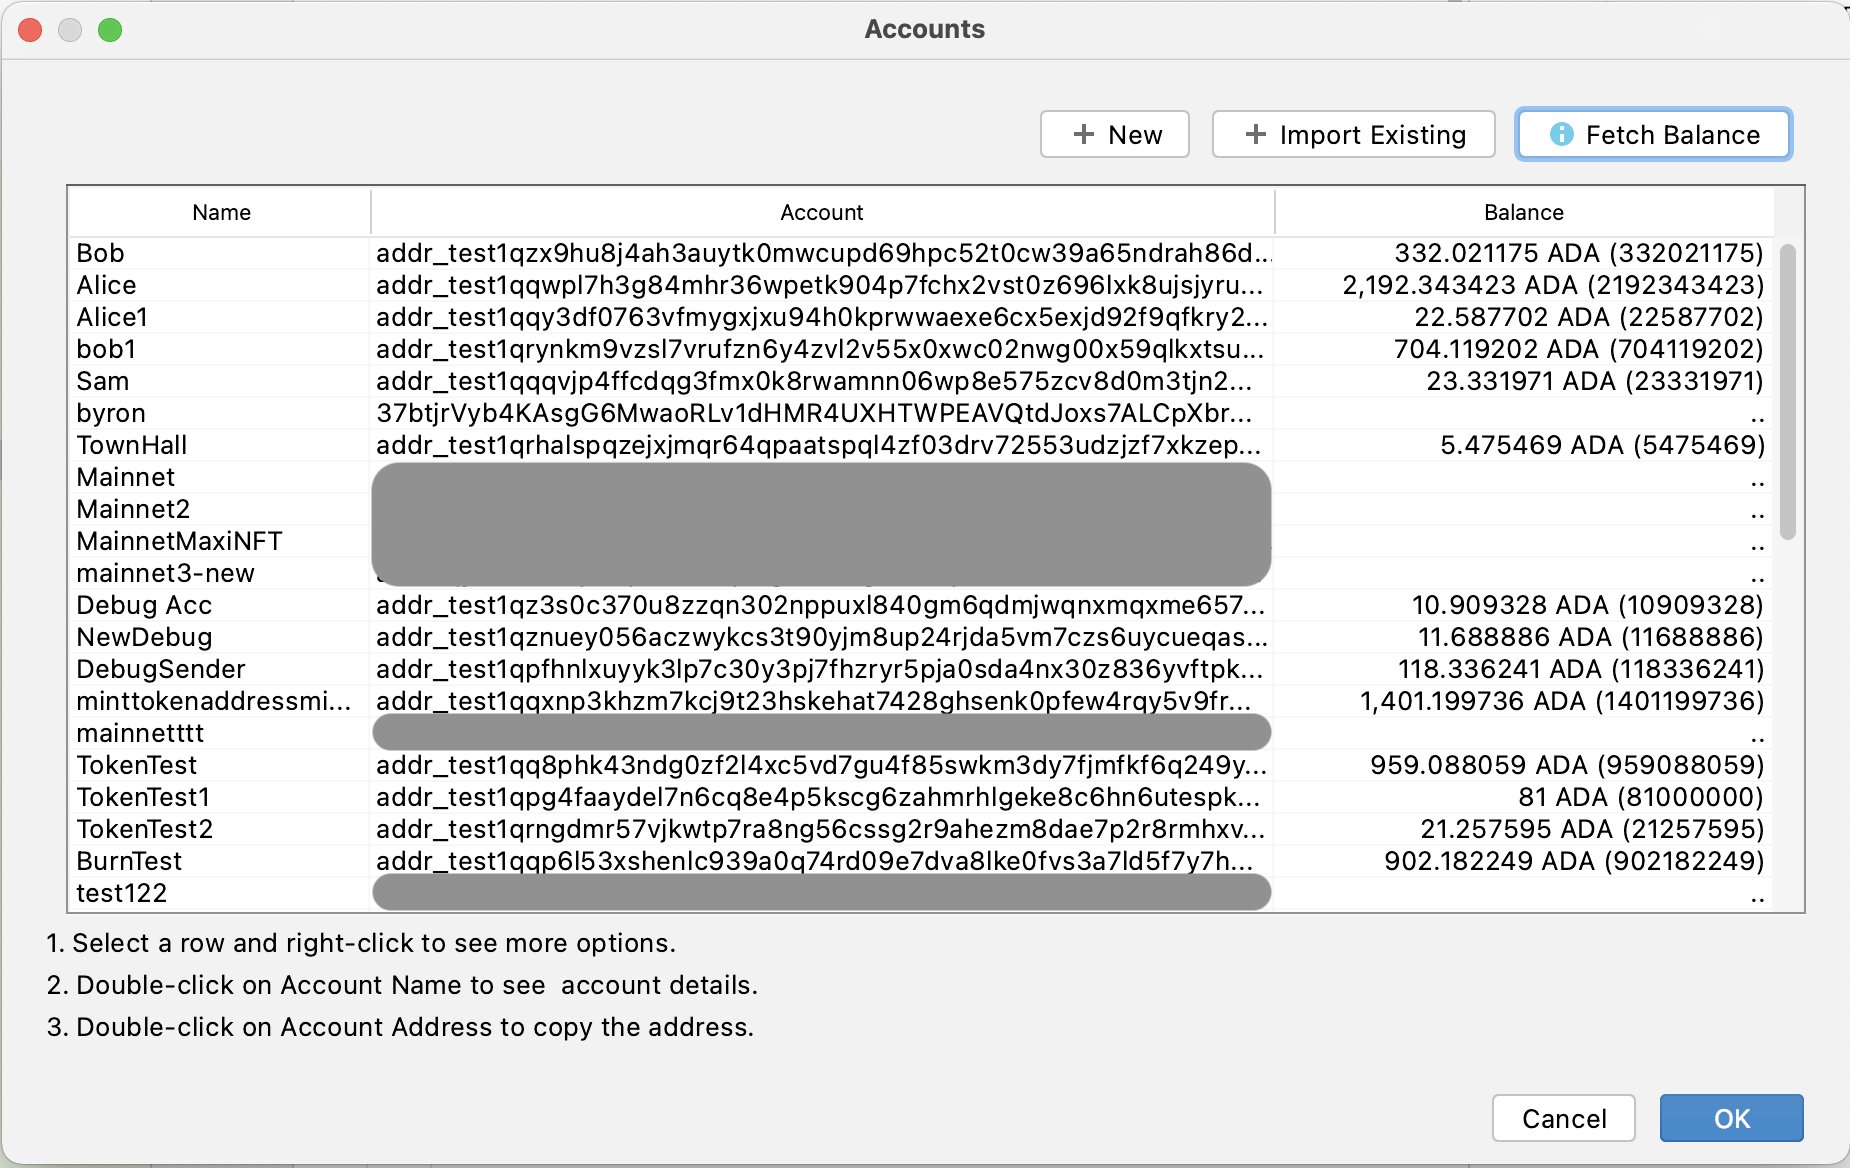 Accounts
+ New + Import Existing Fetch Balance
Name Account Balance
Bob addr_test1qzx9hu8j4ah3auytk0mwcupd69hpc52t0cw39a65ndrah86d... 332.021175 ADA (332021175)
Alice addr_test1qqwpl7h3g84mhr36wpetk904p7fchx2vst0z696lxk8ujsjyru... 2,192.343423 ADA (2192343423)
Alice1 addr_test1qqy3df0763vfmygxjxu94h0kprwwaexe6cx5exjd92f9qfkry2... 22.587702 ADA (22587702)
bob1 addr_test1qrynkm9vzsl7vrufzn6y4zvl2v55x0xwc02nwg00x59qlkxtsu... 704.119202 ADA (704119202)
Sam addr_test1qqqvjp4ffcdqg3fmx0k8rwamnn06wp8e575zcv8d0m3tjn2... 23.331971 ADA (23331971)
byron 37btjrVyb4KAsgG6MwaoRLv1dHMR4UXHTWPEAVQtdJoxs7ALCpXbr... ..
TownHall addr_test1qrhalspqzejxjmqr64qpaatspql4zf03drv72553udzjzf7xkzep... 5.475469 ADA (5475469)
Mainnet ..
Mainnet2 ..
MainnetMaxiNFT ..
mainnet3-new ..
Debug Acc addr_test1qz3s0c370u8zzqn302nppuxl840gm6qdmjwqnxmqxme657... 10.909328 ADA (10909328)
NewDebug addr_test1qznuey056aczwykcs3t90yjm8up24rjda5vm7czs6uycueqas... 11.688886 ADA (11688886)
DebugSender addr_test1qpfhnlxuyyk3lp7c30y3pj7fhzryr5pja0sda4nx30z836yvftpk... 118.336241 ADA (118336241)
minttokenaddressmi... addr_test1qqxnp3khzm7kcj9t23hskehat7428ghsenk0pfew4rqy5v9fr... 1,401.199736 ADA (1401199736)
mainnetttt ..
TokenTest addr_test1qq8phk43ndg0zf2l4xc5vd7gu4f85swkm3dy7fjmfkf6q249y... 959.088059 ADA (959088059)
TokenTest1 addr_test1qpg4faaydel7n6cq8e4p5kscg6zahmrhlgeke8c6hn6utespk... 81 ADA (81000000)
TokenTest2 addr_test1qrngdmr57vjkwtp7ra8ng56cssg2r9ahezm8dae7p2r8rmhxv... 21.257595 ADA (21257595)
BurnTest addr_test1qqp6l53xshenlc939a0q74rd09e7dva8lke0fvs3a7ld5f7y7h... 902.182249 ADA (902182249)
test122 ..
1. Select a row and right-click to see more options.
2. Double-click on Account Name to see  account details.
3. Double-click on Account Address to copy the address.
Cancel OK